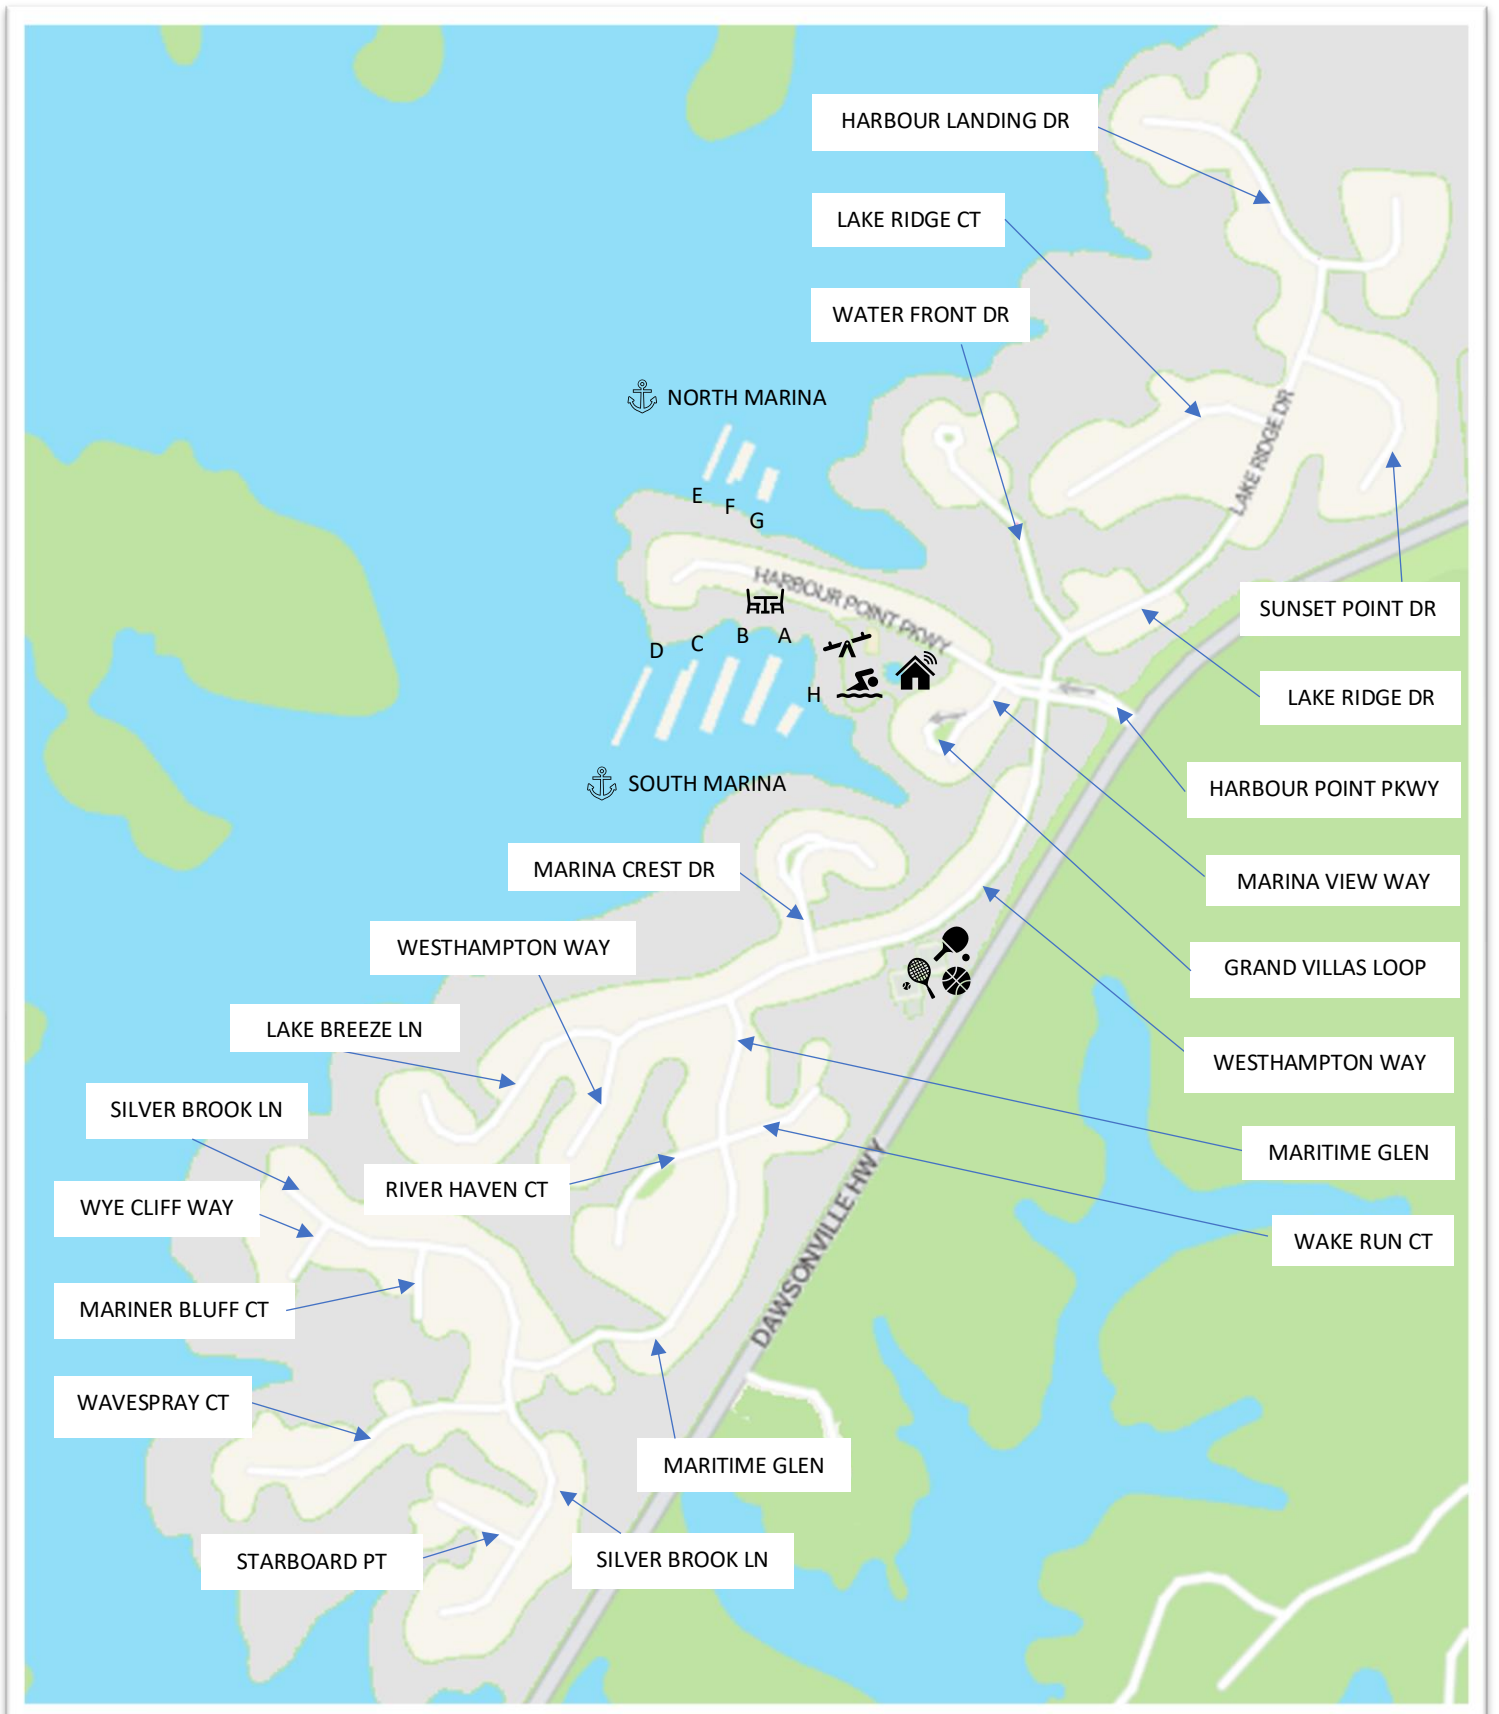 HARBOUR LANDING DR
LAKE RIDGE CT
WATER FRONT DR
NORTH MARINA
LAKE RIDGE DR
E
F
G
HARBOUR POINT PKWY
SUNSET POINT DR
D
C
B
A
H
LAKE RIDGE DR
SOUTH MARINA
HARBOUR POINT PKWY
MARINA CREST DR
MARINA VIEW WAY
WESTHAMPTON WAY
GRAND VILLAS LOOP
LAKE BREEZE LN
WESTHAMPTON WAY
SILVER BROOK LN
MARITIME GLEN
RIVER HAVEN CT
WYE CLIFF WAY
WAKE RUN CT
DAWSONVILLE HWY
MARINER BLUFF CT
WAVESPRAY CT
MARITIME GLEN
STARBOARD PT
SILVER BROOK LN